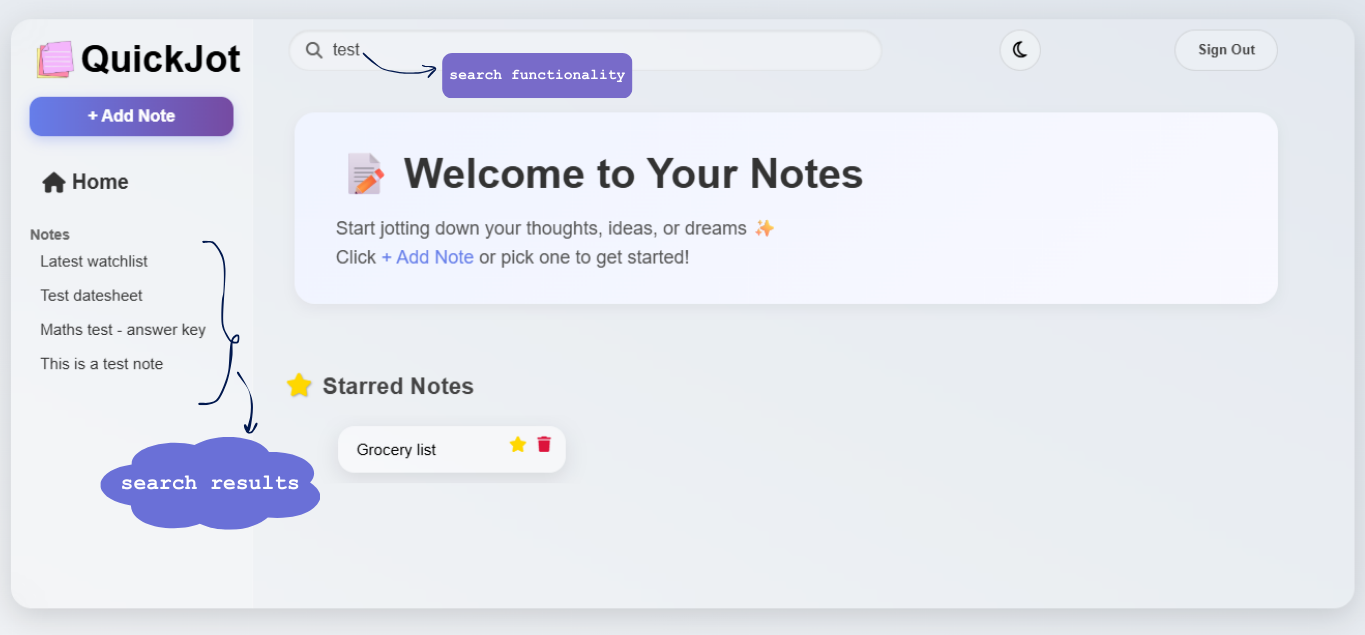 QuickJot
test
search functionality
Sign Out
+ Add Note
Home
Welcome to Your Notes
Start jotting down your thoughts, ideas, or dreams ✨
Click + Add Note or pick one to get started!
Notes
Latest watchlist
Test datesheet
Maths test - answer key
This is a test note
search results
Starred Notes
Grocery list